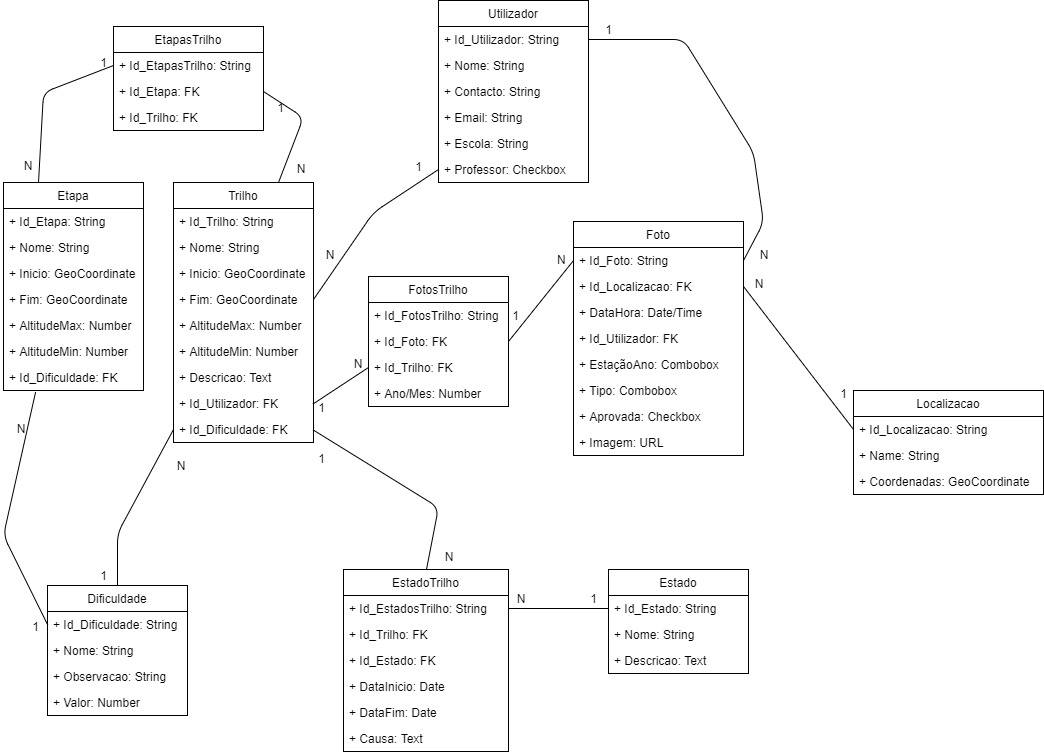 Utilizador
+ Id_Utilizador: String
+ Nome: String
+ Contacto: String
+ Email: String
+ Escola: String
+ Professor: Checkbox
EtapasTrilho
+ Id_EtapasTrilho: String
+ Id_Etapa: FK
+ Id_Trilho: FK
1
1
1
1
N
N
N
N
Etapa
+ Id_Etapa: String
+ Nome: String
+ Inicio: GeoCoordinate
+ Fim: GeoCoordinate
+ AltitudeMax: Number
+ AltitudeMin: Number
+ Id_Dificuldade: FK
Trilho
+ Id_Trilho: String
+ Nome: String
+ Inicio: GeoCoordinate
+ Fim: GeoCoordinate
+ AltitudeMax: Number
+ AltitudeMin: Number
+ Descricao: Text
+ Id_Utilizador: FK
+ Id_Dificuldade: FK
FotosTrilho
+ Id_FotosTrilho: String
+ Id_Foto: FK
+ Id_Trilho: FK
+ Ano/Mes: Number
N
1
1
N
Foto
+ Id_Foto: String
+ Id_Localizacao: FK
+ DataHora: Date/Time
+ Id_Utilizador: FK
+ EstaçãoAno: Combobox
+ Tipo: Combobox
+ Aprovada: Checkbox
+ Imagem: URL
N
1
Localizacao
+ Id_Localizacao: String
+ Name: String
+ Coordenadas: GeoCoordinate
N
1
N
1
1
N
Dificuldade
+ Id_Dificuldade: String
+ Nome: String
+ Observacao: String
+ Valor: Number
EstadoTrilho
+ Id_EstadosTrilho: String
+ Id_Trilho: FK
+ Id_Estado: FK
+ DataInicio: Date
+ DataFim: Date
+ Causa: Text
N
1
Estado
+ Id_Estado: String
+ Nome: String
+ Descricao: Text